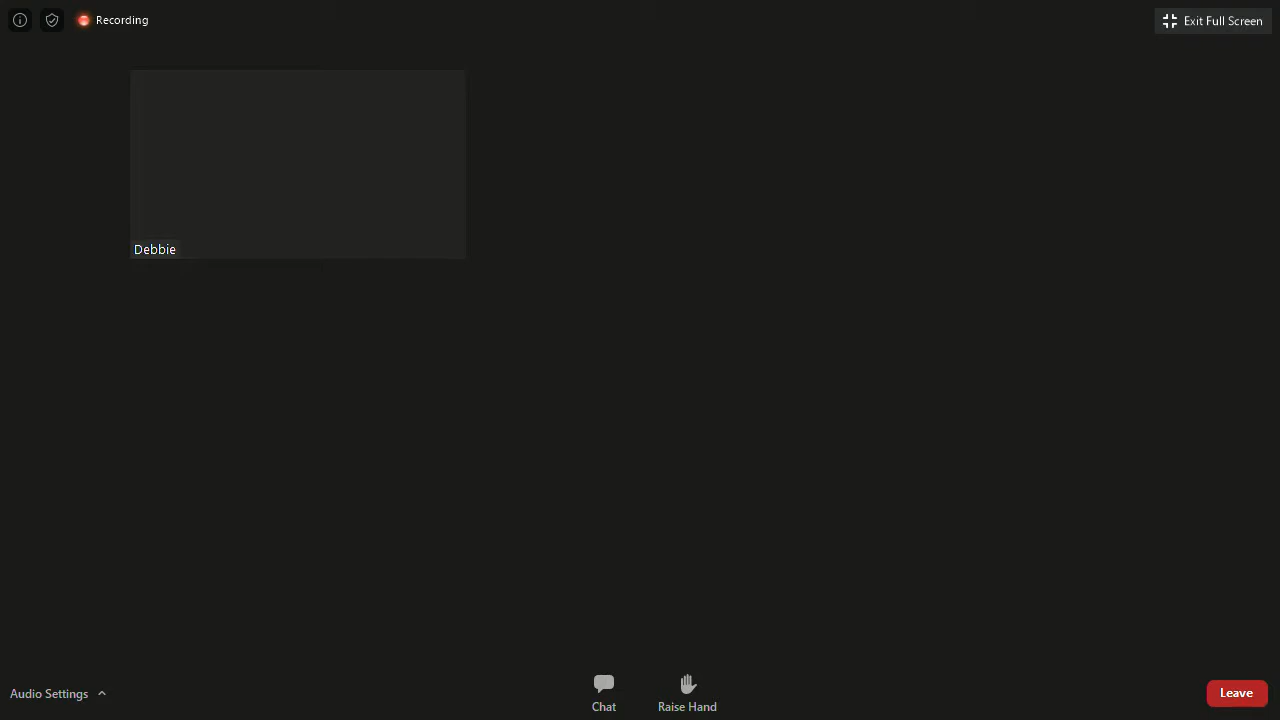 Recording
Exit Full Screen
Debbie
Audio Settings
Chat
Raise Hand
Leave